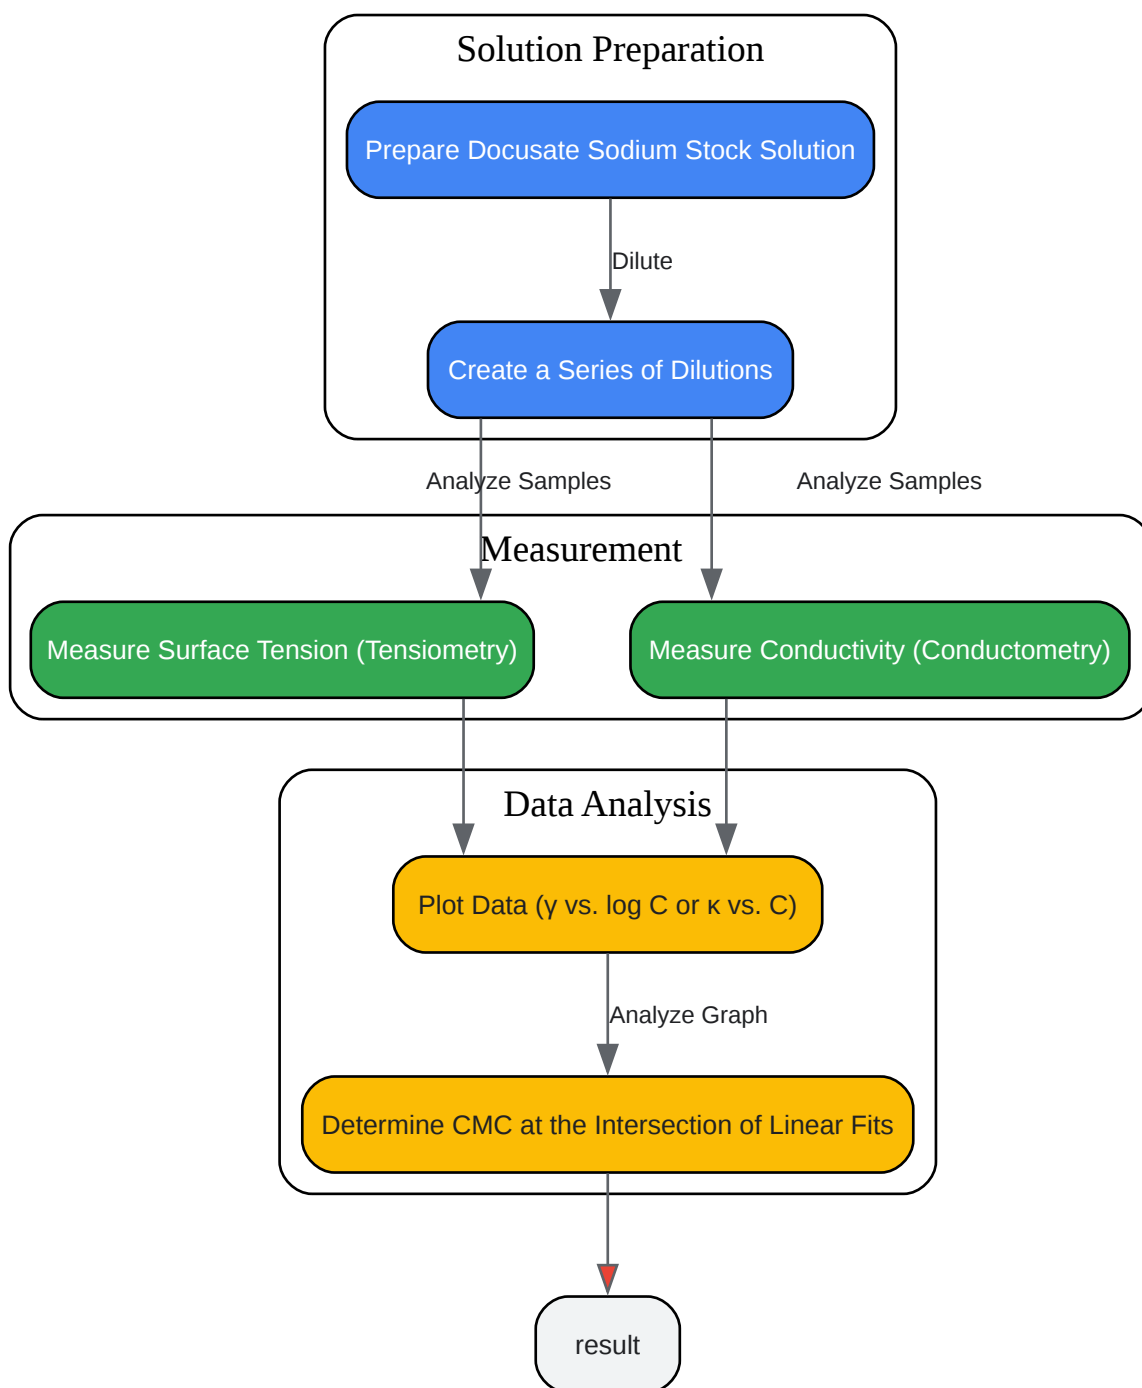 Solution Preparation
Prepare Docusate Sodium Stock Solution
Dilute
Create a Series of Dilutions
Analyze Samples
Analyze Samples
Measurement
Measure Surface Tension (Tensiometry)
Measure Conductivity (Conductometry)
Data Analysis
Plot Data (γ vs. log C or κ vs. C)
Analyze Graph
Determine CMC at the Intersection of Linear Fits
result